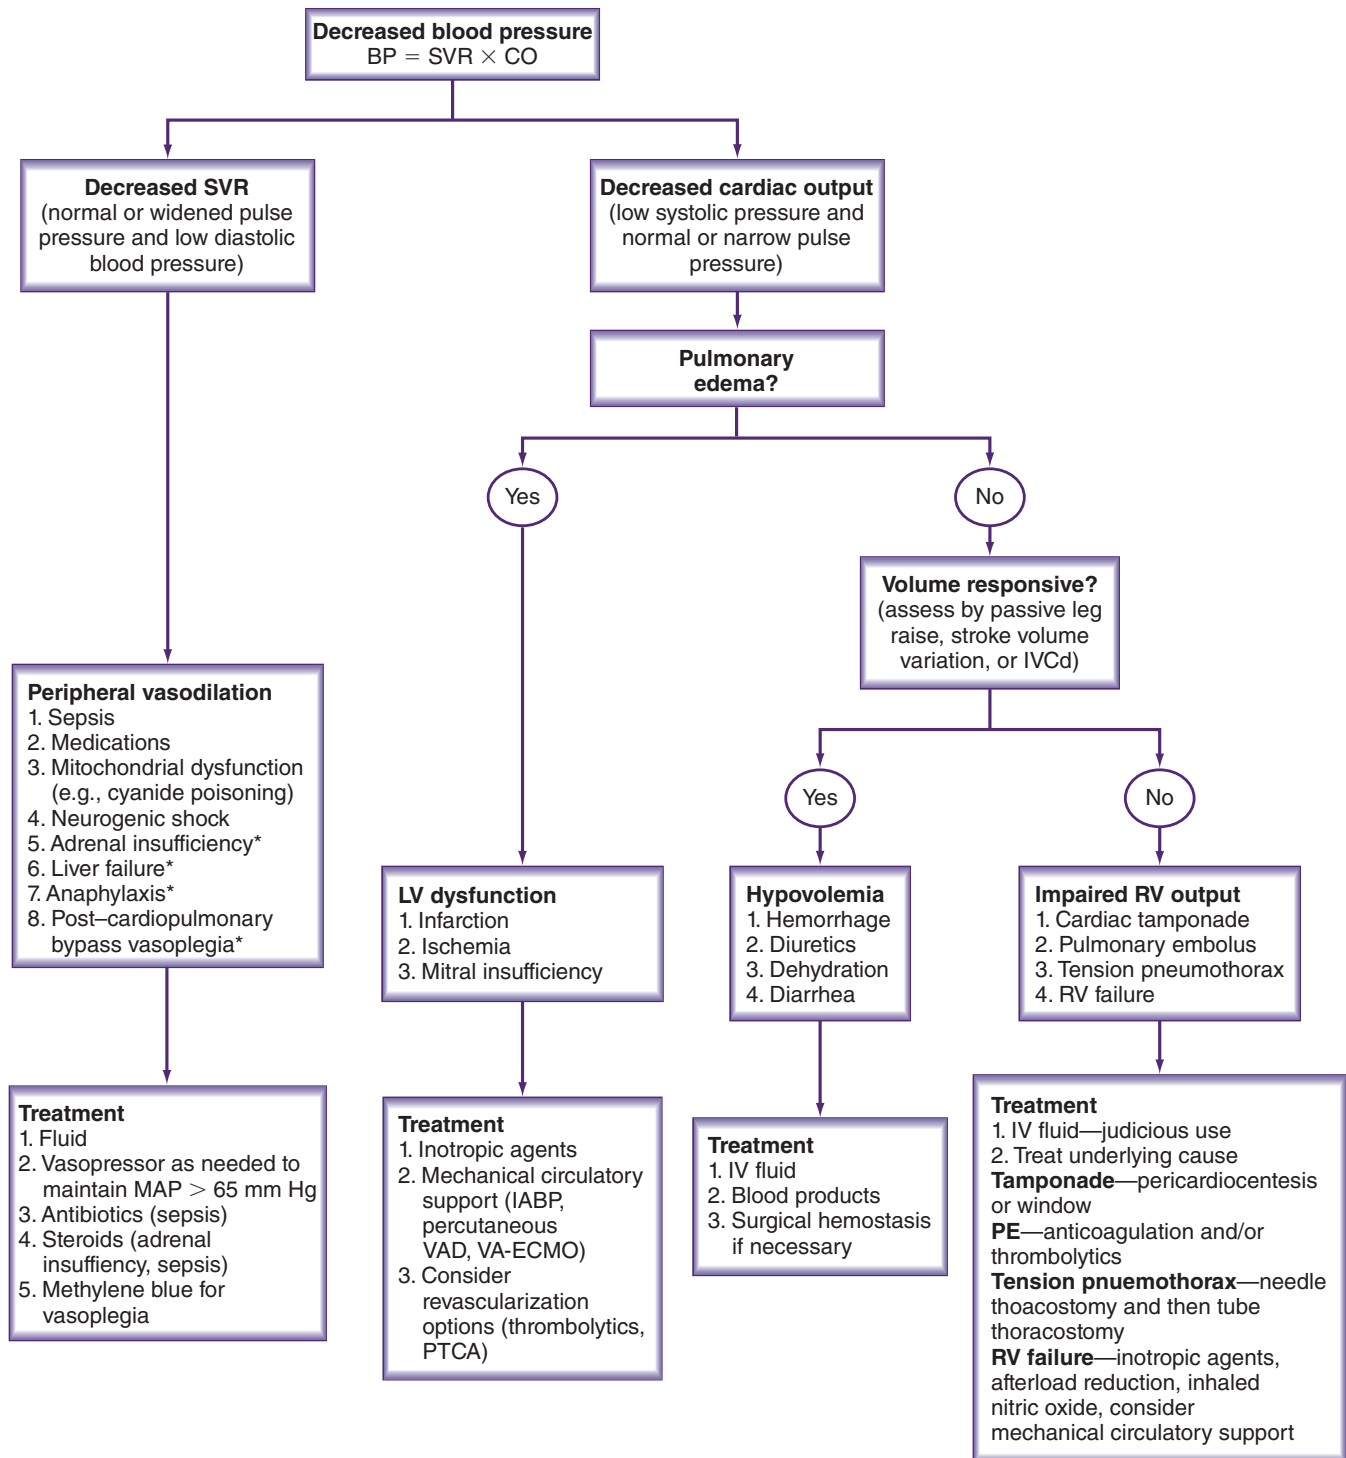 Decreased blood pressure
BP = SVR × CO
Decreased SVR
(normal or widened pulse
pressure and low diastolic
blood pressure)
Decreased cardiac output
(low systolic pressure and
normal or narrow pulse
pressure)
Pulmonary
edema?
Yes
No
Volume responsive?
(assess by passive leg
raise, stroke volume
variation, or IVCd)
Yes
No
Peripheral vasodilation
1. Sepsis
2. Medications
3. Mitochondrial dysfunction
(e.g., cyanide poisoning)
4. Neurogenic shock
5. Adrenal insufficiency*
6. Liver failure*
7. Anaphylaxis*
8. Post–cardiopulmonary
bypass vasoplegia*
LV dysfunction
1. Infarction
2. Ischemia
3. Mitral insufficiency
Hypovolemia
1. Hemorrhage
2. Diuretics
3. Dehydration
4. Diarrhea
Impaired RV output
1. Cardiac tamponade
2. Pulmonary embolus
3. Tension pneumothorax
4. RV failure
Treatment
1. Fluid
2. Vasopressor as needed to
maintain MAP > 65 mm Hg
3. Antibiotics (sepsis)
4. Steroids (adrenal
insuffiency, sepsis)
5. Methylene blue for
vasoplegia
Treatment
1. Inotropic agents
2. Mechanical circulatory
support (IABP,
percutaneous
VAD, VA-ECMO)
3. Consider
revascularization
options (thrombolytics,
PTCA)
Treatment
1. IV fluid
2. Blood products
3. Surgical hemostasis
if necessary
Treatment
1. IV fluid—judicious use
2. Treat underlying cause
Tamponade—pericardiocentesis
or window
PE—anticoagulation and/or
thrombolytics
Tension pnuemothorax—needle
thoacostomy and then tube
thoracostomy
RV failure—inotropic agents,
afterload reduction, inhaled
nitric oxide, consider
mechanical circulatory support